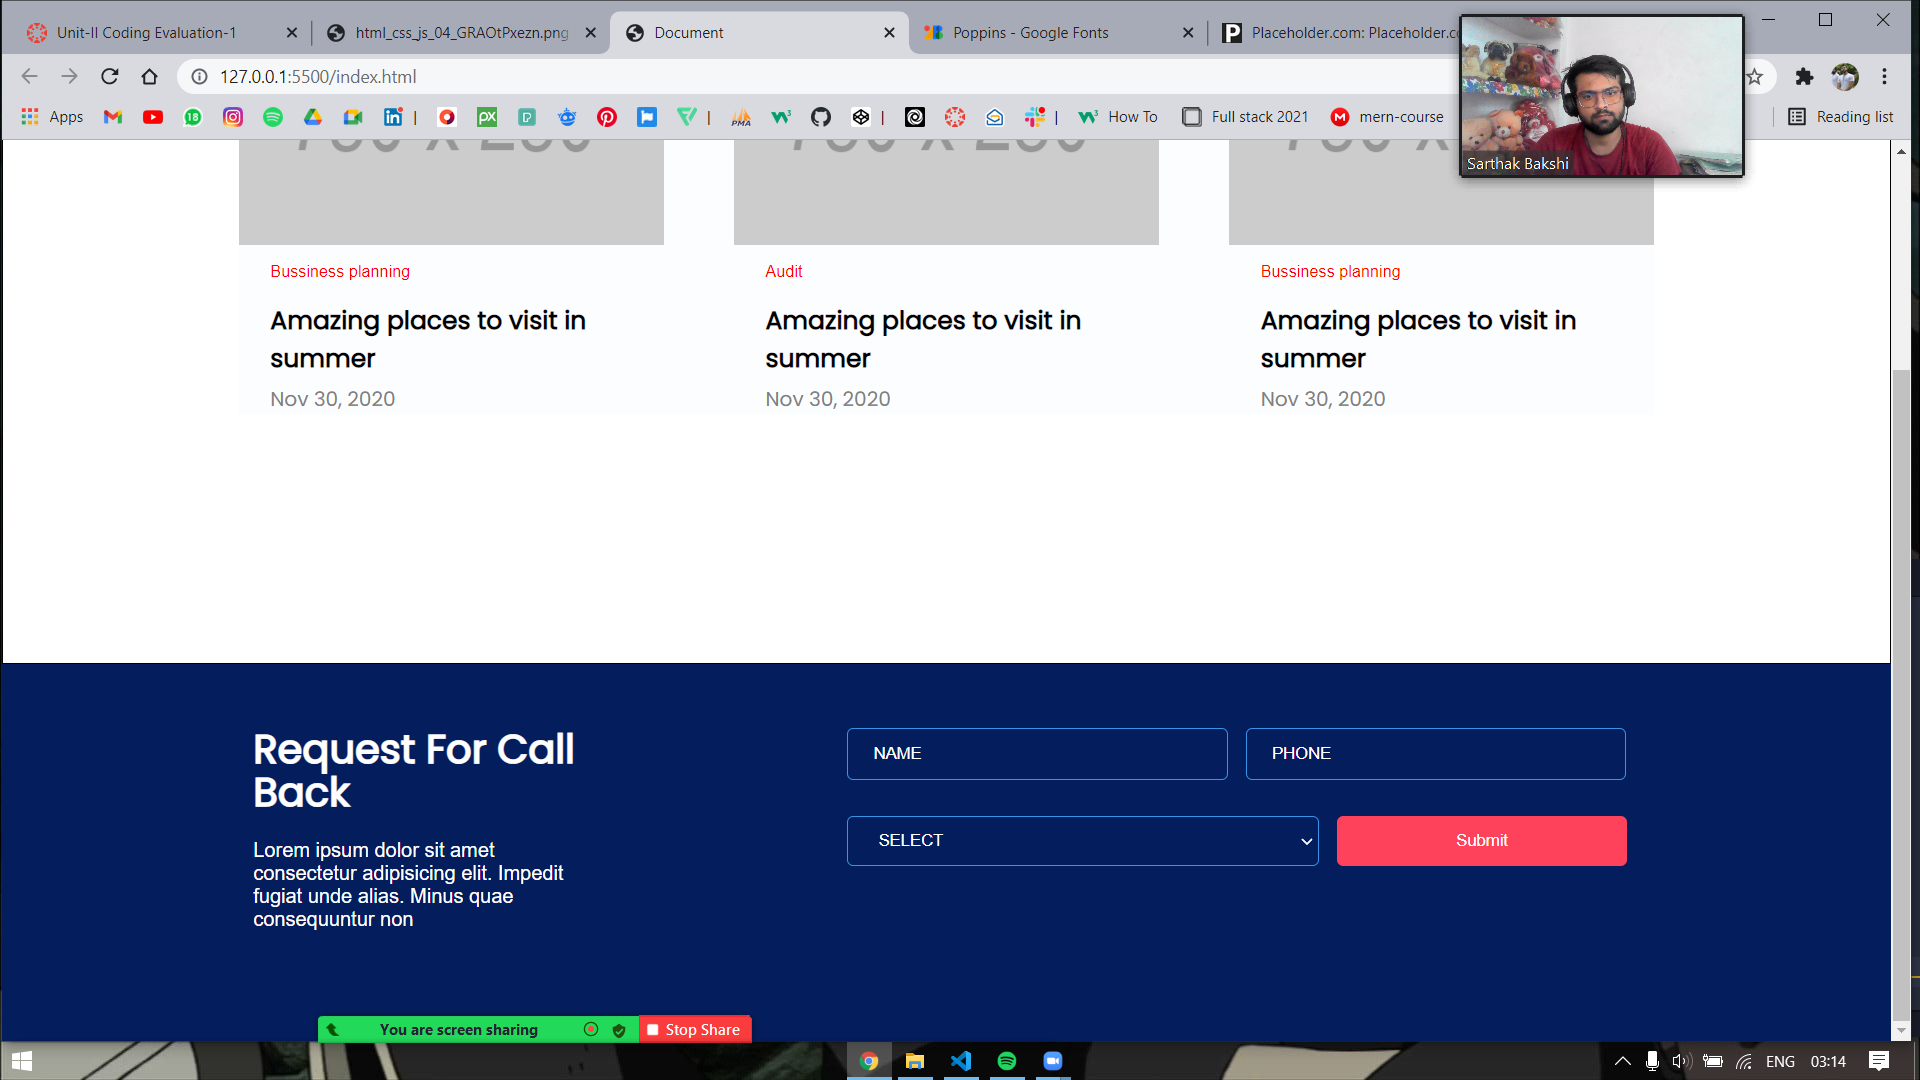 Unit-II Coding Evaluation-1
html_css_js_04_GRAOtPxezn.png
Document
Poppins - Google Fonts
Placeholder.com: Placeholder.co
127.0.0.1:5500/index.html
Apps
18
PX
PMA
How To
Full stack 2021
mern-course
Reading list
Sarthak Bakshi
Bussiness planning
Amazing places to visit in
summer
Nov 30, 2020
Audit
Amazing places to visit in
summer
Nov 30, 2020
Bussiness planning
Amazing places to visit in
summer
Nov 30, 2020
Request For Call
Back
Lorem ipsum dolor sit amet
consectetur adipisicing elit. Impedit
fugiat unde alias. Minus quae
consequuntur non
NAME
PHONE
SELECT
Submit
You are screen sharing
Stop Share
ENG
03:14